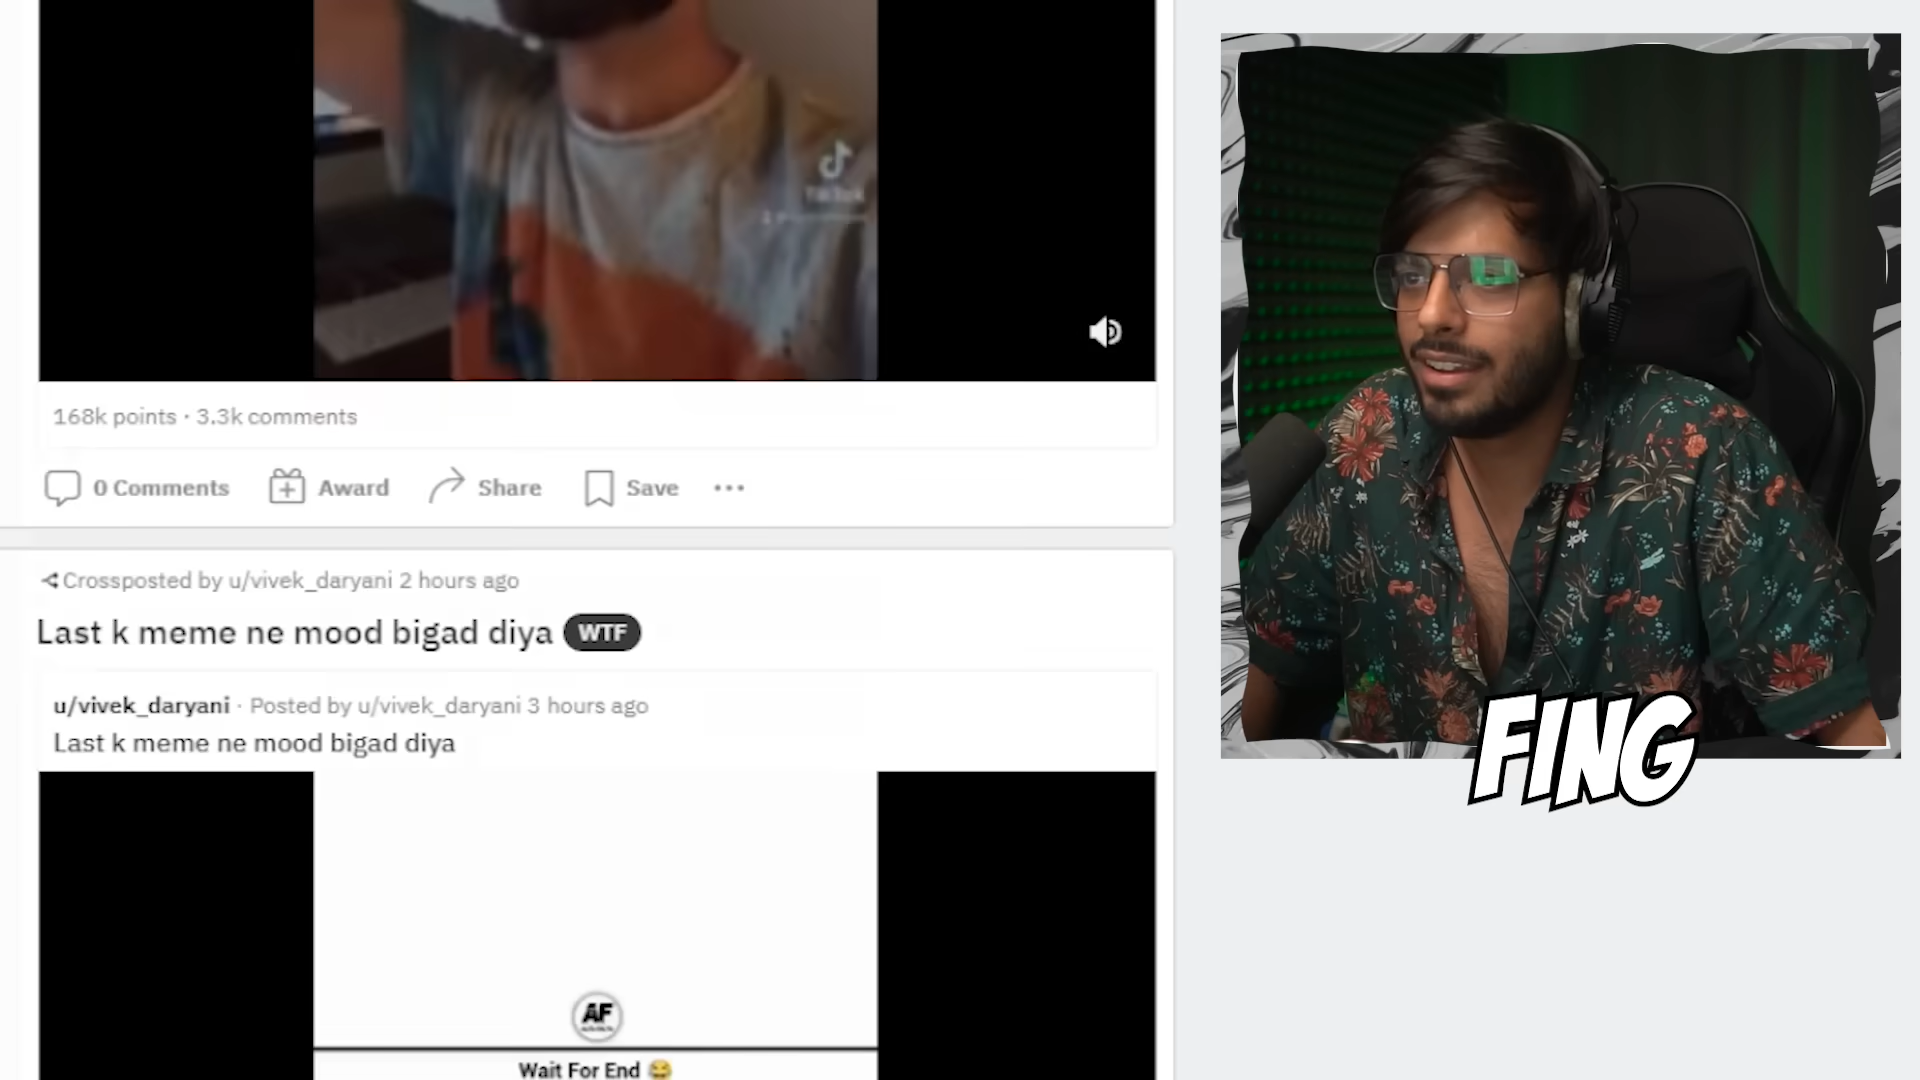 TikTok
168k points · 3.3k comments
0 Comments Award Share Save
Crossposted by u/vivek_daryani 2 hours ago
Last k meme ne mood bigad diya WTF
u/vivek_daryani · Posted by u/vivek_daryani 3 hours ago
Last k meme ne mood bigad diya
AF
Wait For End 😂
FING